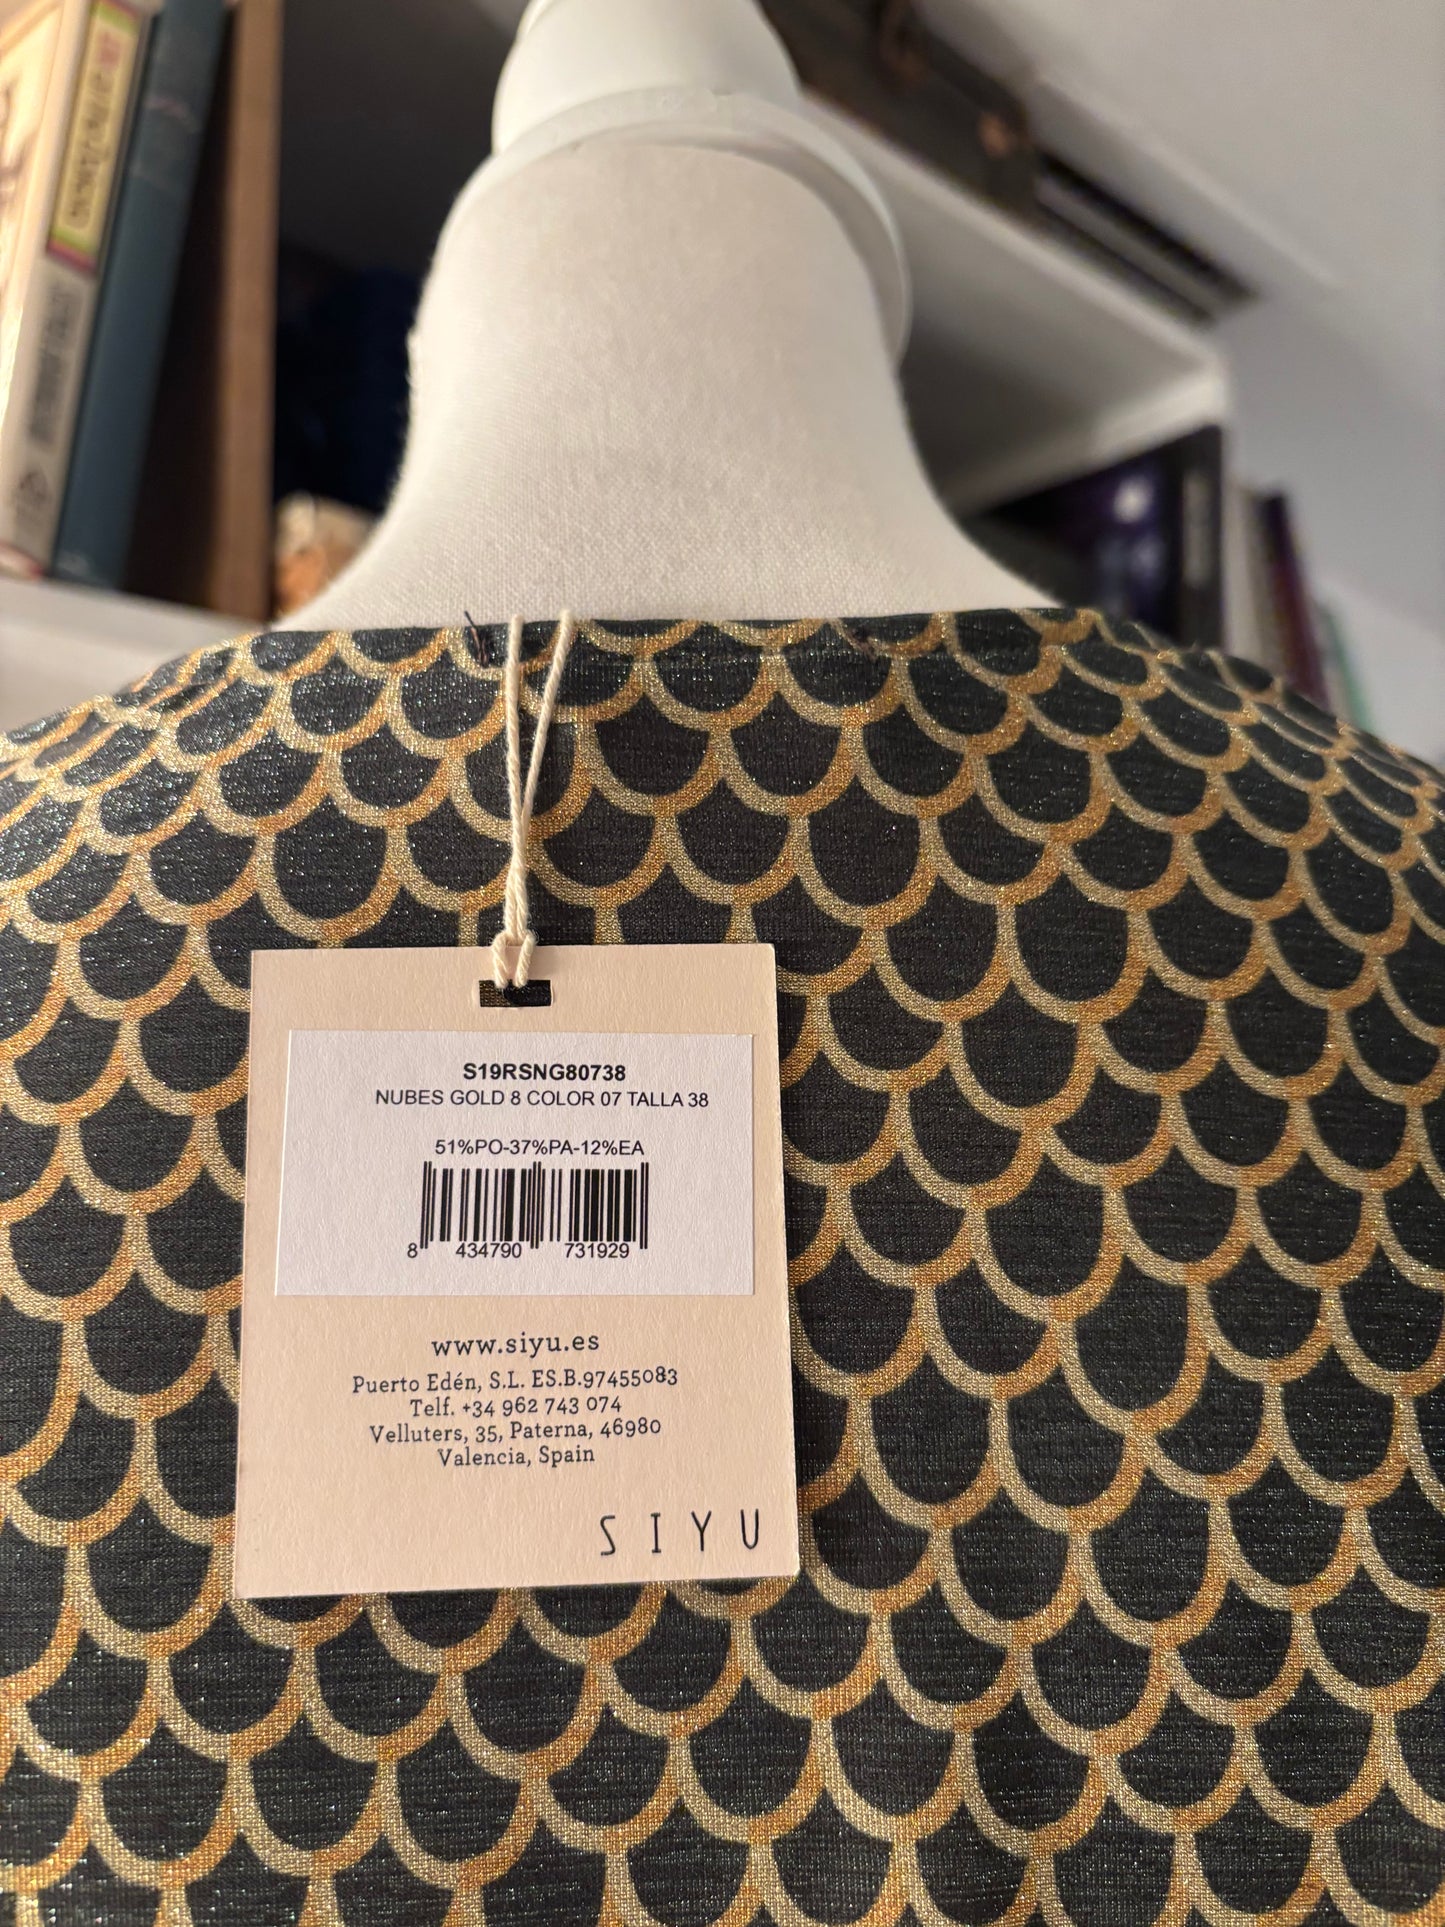 S19RSNG80738
NUBES GOLD 8 COLOR 07 TALLA 38
51%PO-37%PA-12%EA
8 434790 731929
www.siyu.es
Puerto Edén, S.L. ES.B.97455083
Telf. +34 962 743 074
Velluters, 35, Paterna, 46980
Valencia, Spain
SIYU